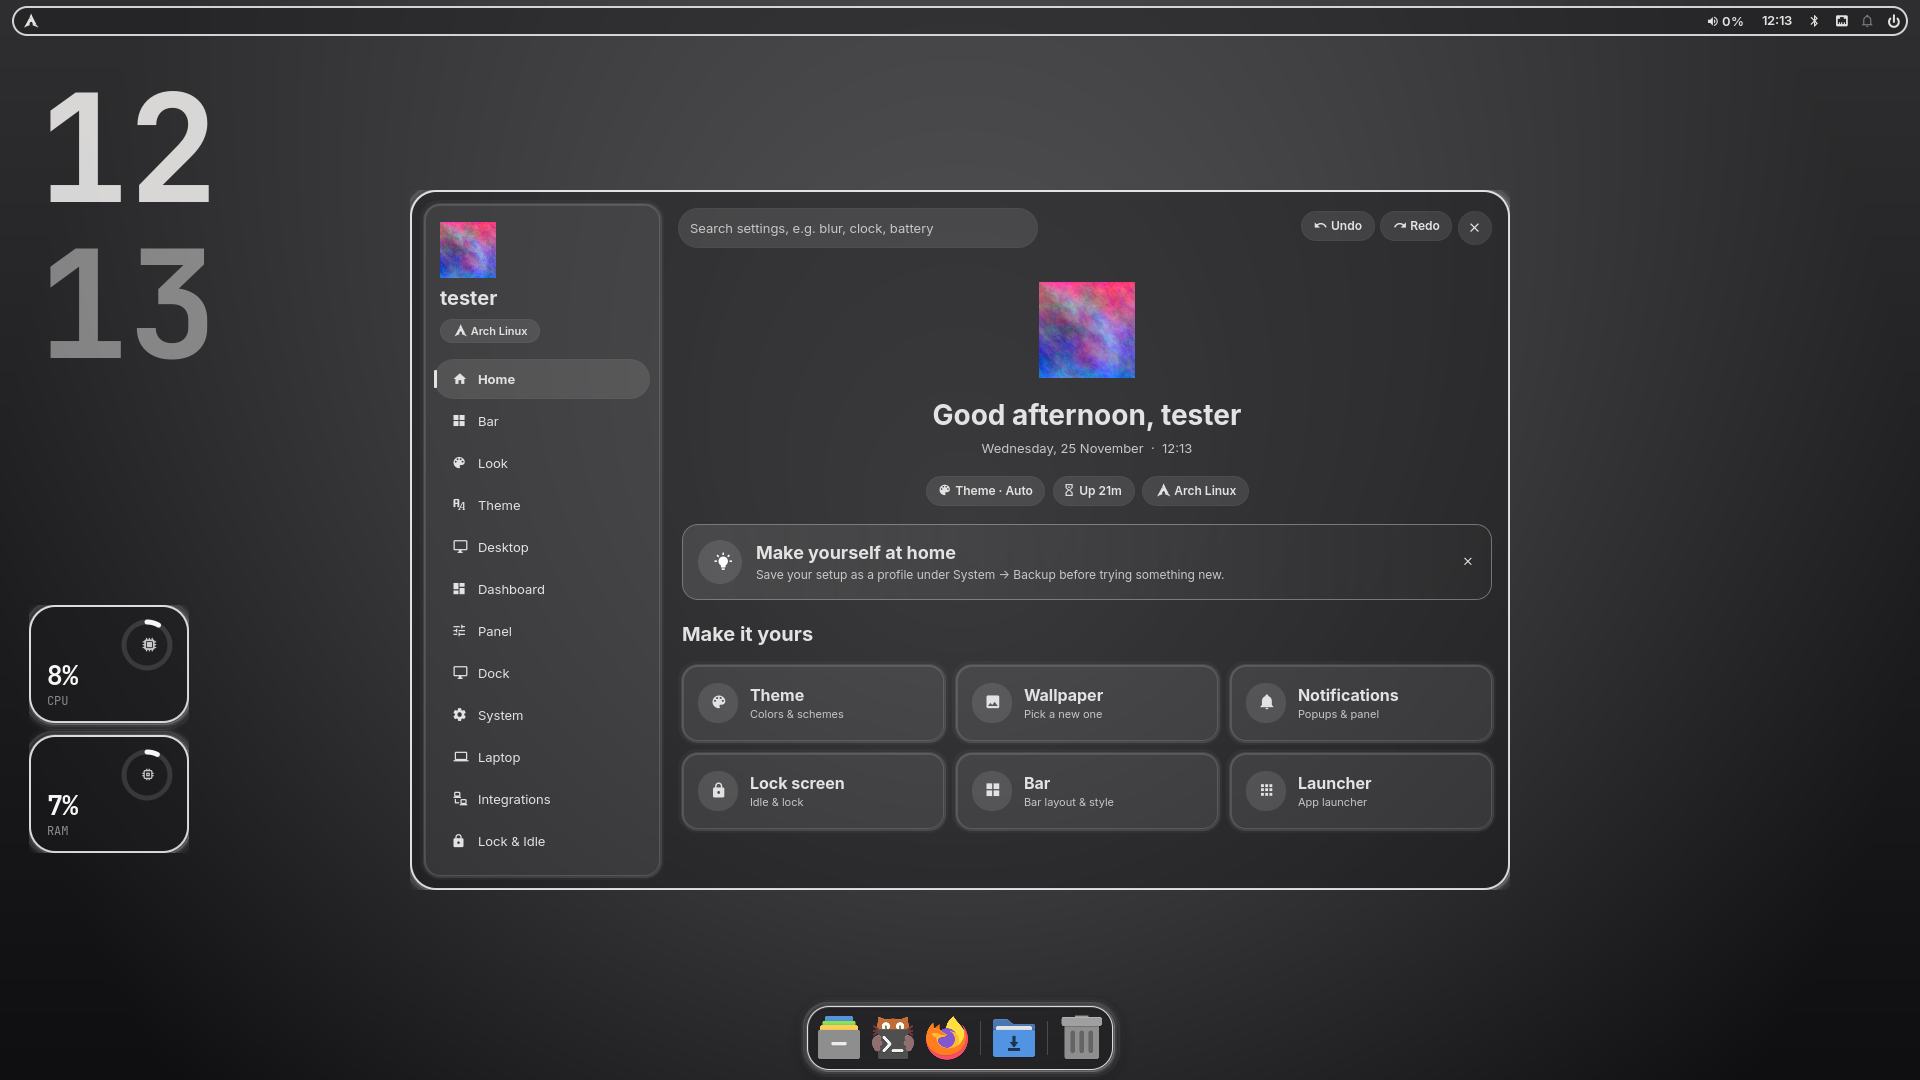 0%
12:13
12
13
8%
CPU
7%
RAM
tester
Arch Linux
Home
Bar
Look
Theme
Desktop
Dashboard
Panel
Dock
System
Laptop
Integrations
Lock & Idle
Search settings, e.g. blur, clock, battery
Undo
Redo
Good afternoon, tester
Wednesday, 25 November · 12:13
Theme · Auto
Up 21m
Arch Linux
Make yourself at home
Save your setup as a profile under System → Backup before trying something new.
Make it yours
Theme
Colors & schemes
Wallpaper
Pick a new one
Notifications
Popups & panel
Lock screen
Idle & lock
Bar
Bar layout & style
Launcher
App launcher